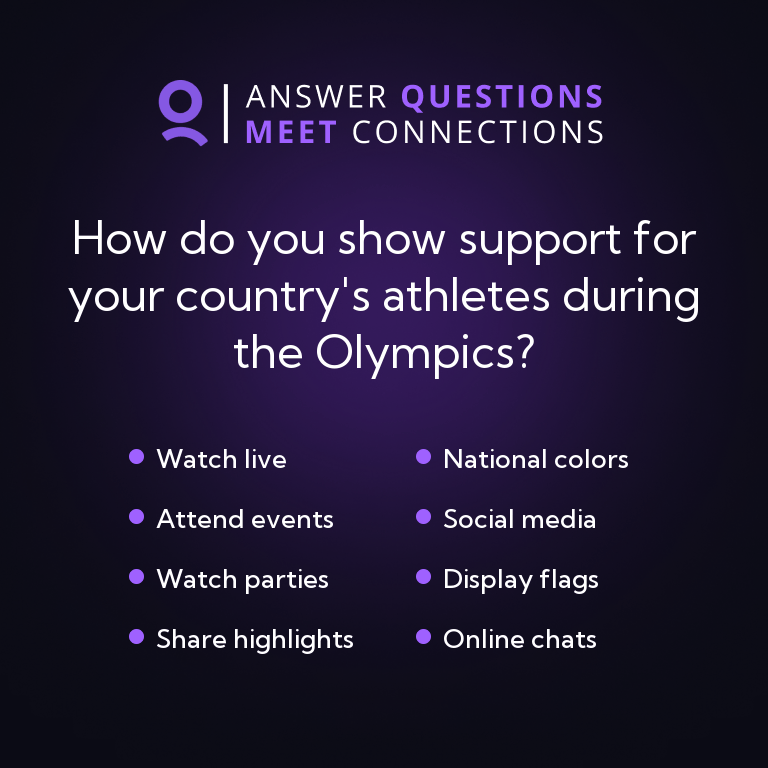 ANSWER QUESTIONS
MEET CONNECTIONS
How do you show support for
your country's athletes during
the Olympics?
Watch live
Attend events
Watch parties
Share highlights
National colors
Social media
Display flags
Online chats